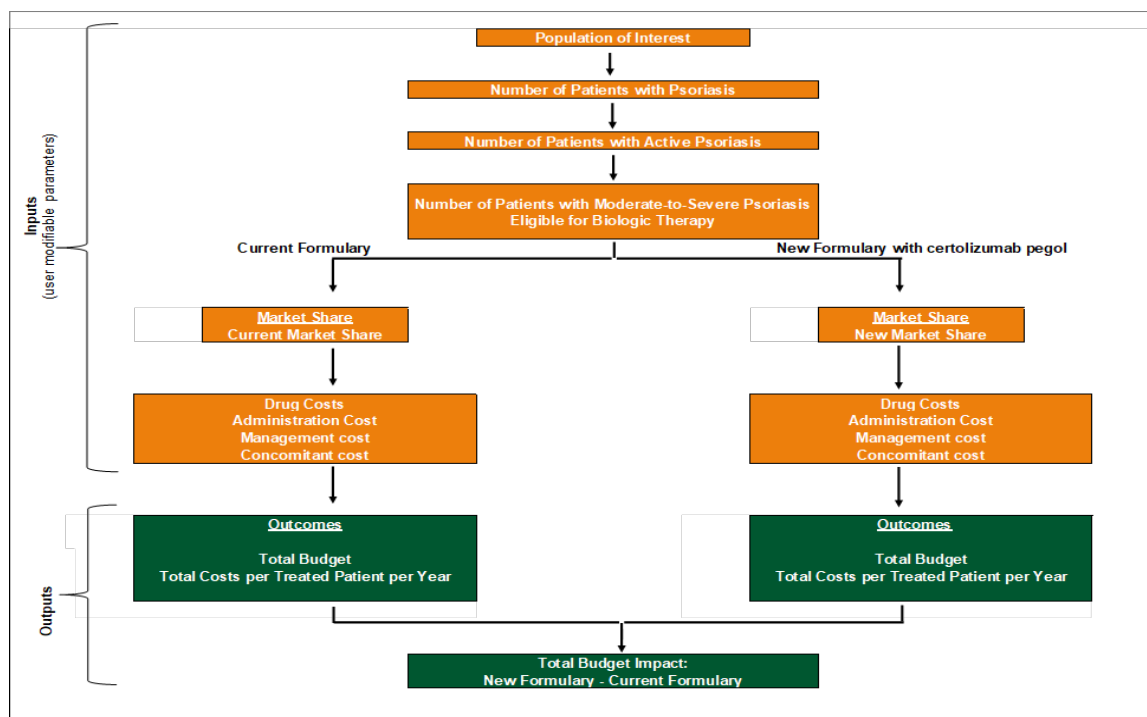 Population of Interest
Number of Patients with Psoriasis
Number of Patients with Active Psoriasis
Number of Patients with Moderate-to-Severe Psoriasis
Eligible for Biologic Therapy
Inputs
(user modifiable parameters)
Current Formulary
New Formulary with certolizumab pegol
Market Share
Current Market Share
Market Share
New Market Share
Drug Costs
Administration Cost
Management cost
Concomitant cost
Drug Costs
Administration Cost
Management cost
Concomitant cost
Outputs
Outcomes
Total Budget
Total Costs per Treated Patient per Year
Outcomes
Total Budget
Total Costs per Treated Patient per Year
Total Budget Impact:
New Formulary - Current Formulary